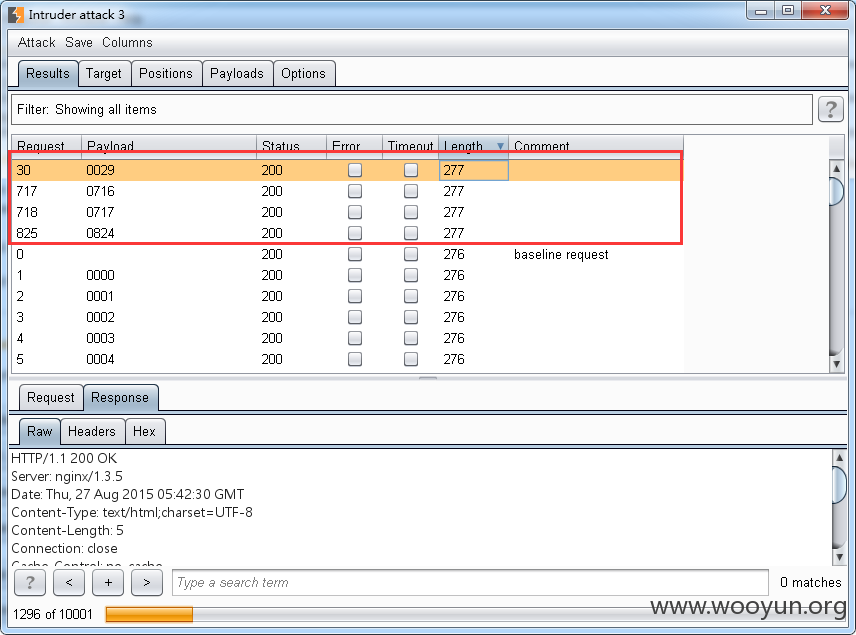 Intruder attack 3
Attack Save Columns
Results Target Positions Payloads Options
Filter: Showing all items ?
Request Payload Status Error Timeout Length Comment
30 0029 200 277
717 0716 200 277
718 0717 200 277
825 0824 200 277
0 200 276 baseline request
1 0000 200 276
2 0001 200 276
3 0002 200 276
4 0003 200 276
5 0004 200 276
Request Response
Raw Headers Hex
HTTP/1.1 200 OK
Server: nginx/1.3.5
Date: Thu, 27 Aug 2015 05:42:30 GMT
Content-Type: text/html;charset=UTF-8
Content-Length: 5
Connection: close
Cache-Control: no-cache
? < + > Type a search term 0 matches
1296 of 10001
www.wooyun.org